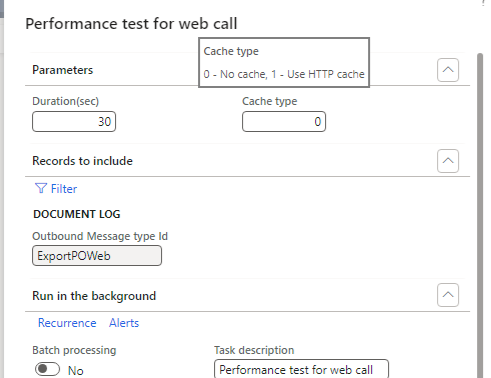 Performance test for web call
Cache type
0 - No cache, 1 - Use HTTP cache
Parameters
Duration(sec)
Cache type
30
0
Records to include
Filter
DOCUMENT LOG
Outbound Message type Id
ExportPOWeb
Run in the background
Recurrence Alerts
Batch processing
Task description
No
Performance test for web call